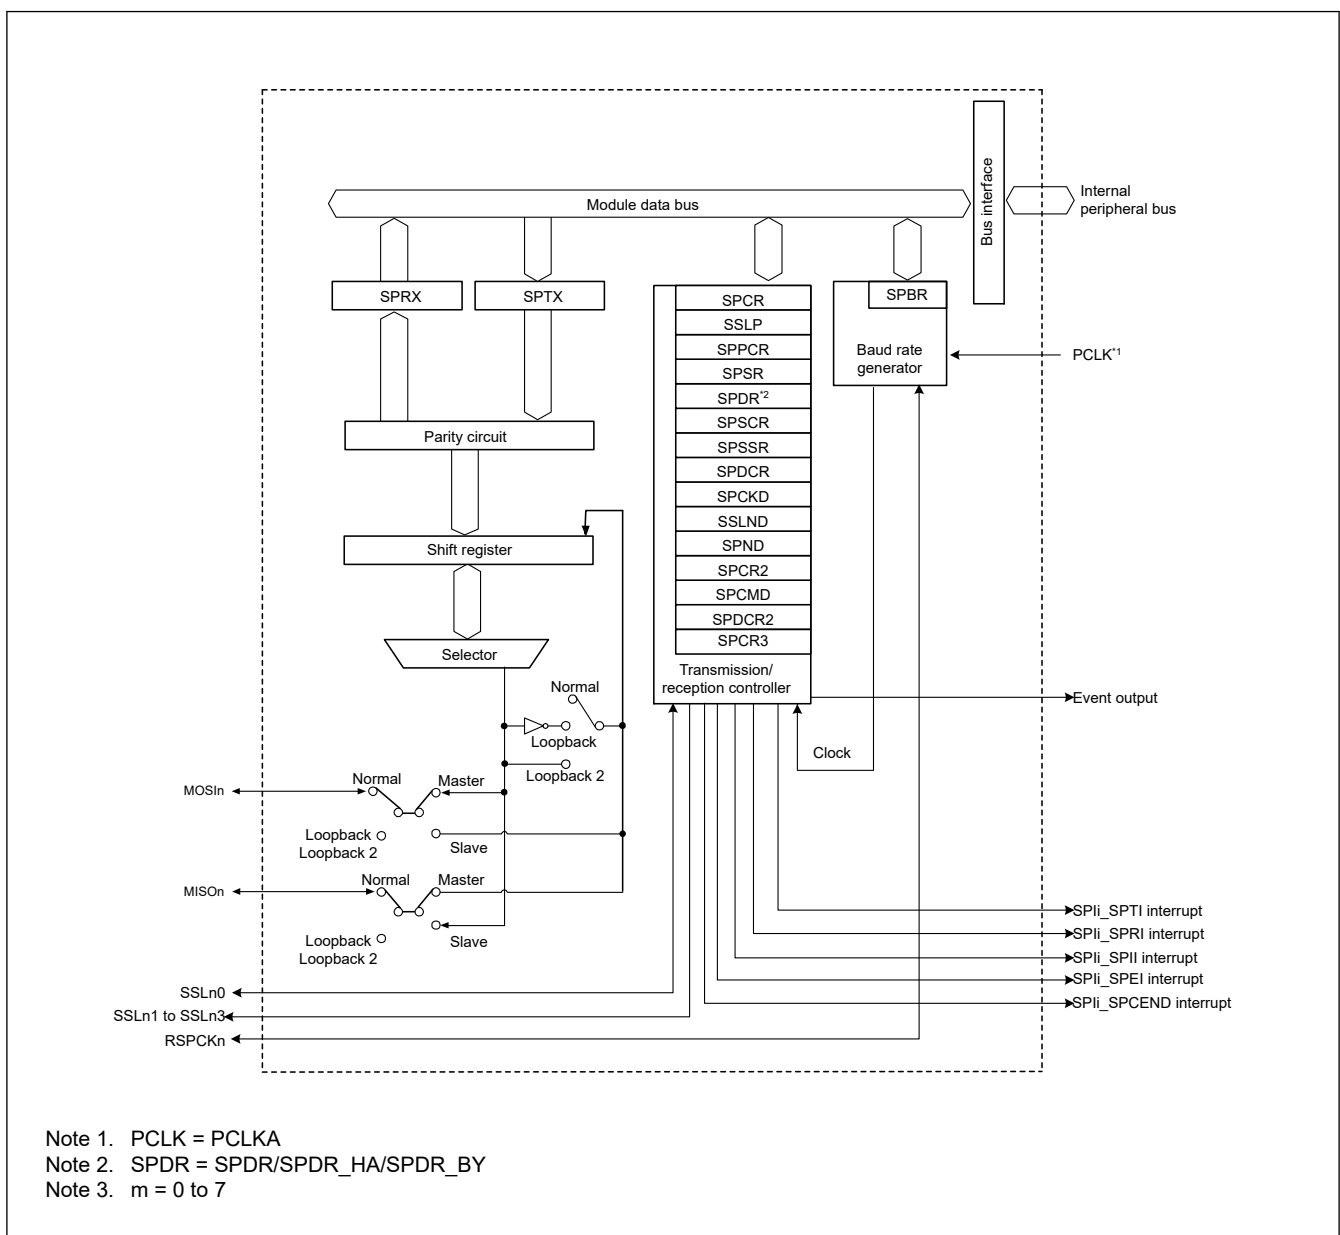 Module data bus
Bus interface
Internal
peripheral bus
SPRX
SPTX
SPCR
SSLP
SPPCR
SPSR
SPDR*2
SPSCR
SPSSR
SPDCR
SPCKD
SSLND
SPND
SPCR2
SPCMD
SPDCR2
SPCR3
Transmission/
reception controller
SPBR
Baud rate
generator
PCLK*1
Parity circuit
Shift register
Selector
Normal
Loopback
Loopback 2
Clock
Event output
MOSIn
Normal
Master
Loopback
Loopback 2
Slave
MISOn
Normal
Master
Loopback
Loopback 2
Slave
SSLn0
SSLn1 to SSLn3
RSPCKn
SPIi_SPTI interrupt
SPIi_SPRI interrupt
SPIi_SPII interrupt
SPIi_SPEI interrupt
SPIi_SPCEND interrupt
Note 1. PCLK = PCLKA
Note 2. SPDR = SPDR/SPDR_HA/SPDR_BY
Note 3. m = 0 to 7